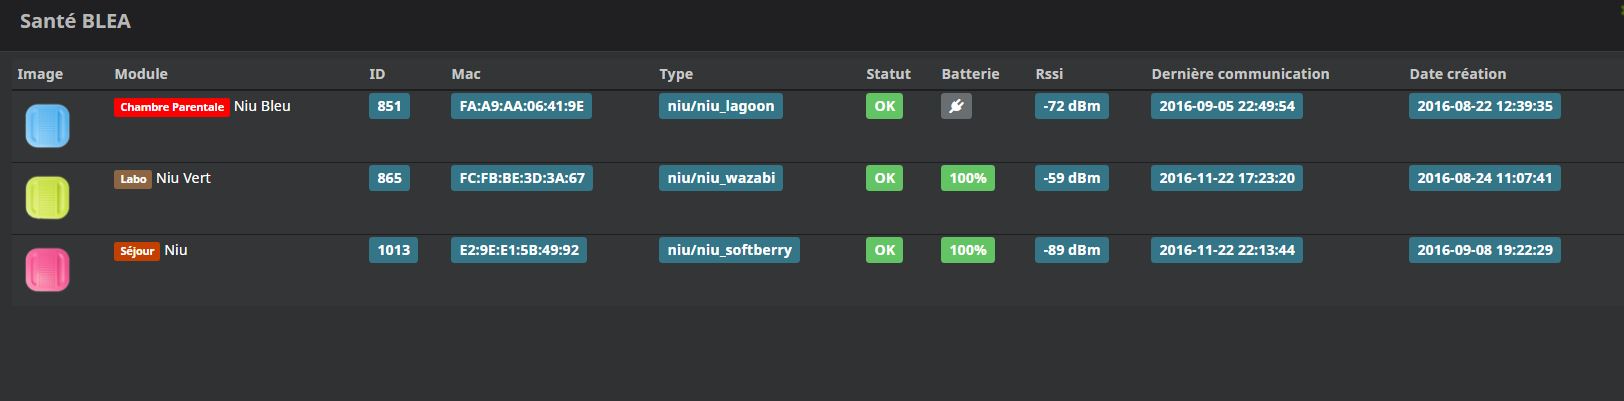 Santé BLEA
Image Module ID Mac Type Statut Batterie Rssi Dernière communication Date création
Chambre Parentale Niu Bleu 851 FA:A9:AA:06:41:9E niu/niu_lagoon OK -72 dBm 2016-09-05 22:49:54 2016-08-22 12:39:35
Labo Niu Vert 865 FC:FB:BE:3D:3A:67 niu/niu_wazabi OK 100% -59 dBm 2016-11-22 17:23:20 2016-08-24 11:07:41
Séjour Niu 1013 E2:9E:E1:5B:49:92 niu/niu_softberry OK 100% -89 dBm 2016-11-22 22:13:44 2016-09-08 19:22:29